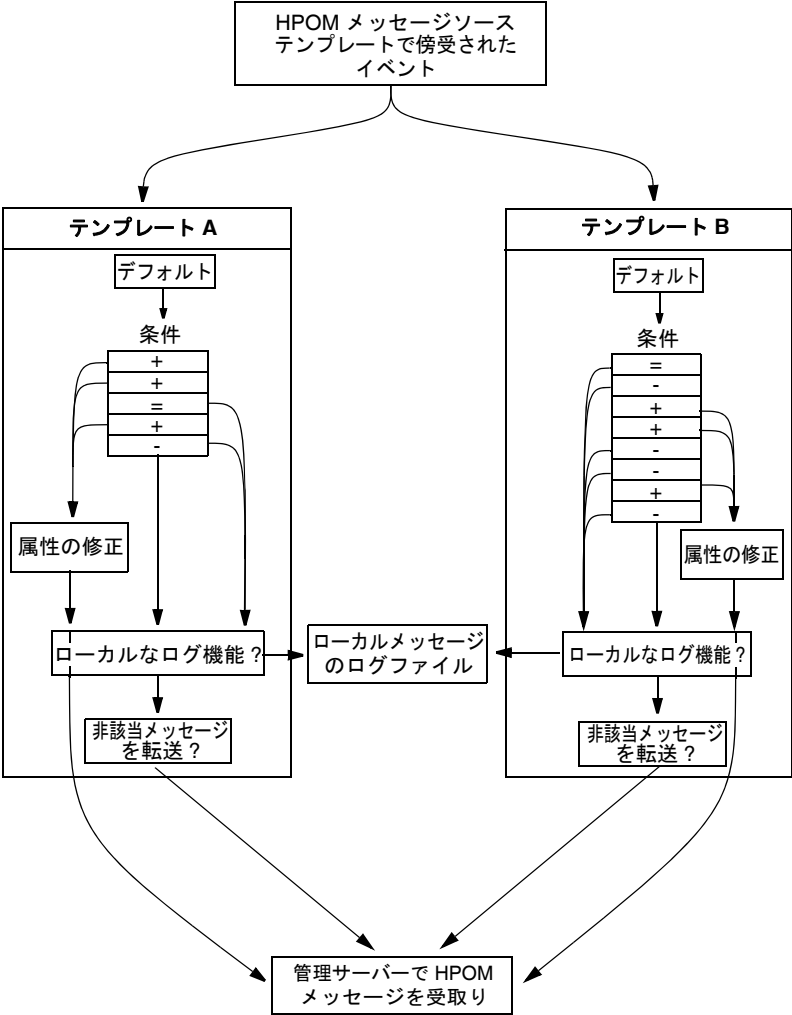 HPOM メッセージソース
テンプレートで傍受された
イベント
テンプレート A
デフォルト
条件
+
+
=
+
-
属性の修正
ローカルなログ機能 ?
非該当メッセージ
を転送 ?
ローカルメッセージ
のログファイル
テンプレート B
デフォルト
条件
=
-
+
+
-
-
+
-
属性の修正
ローカルなログ機能 ?
非該当メッセージ
を転送 ?
管理サーバーで HPOM
メッセージを受取り